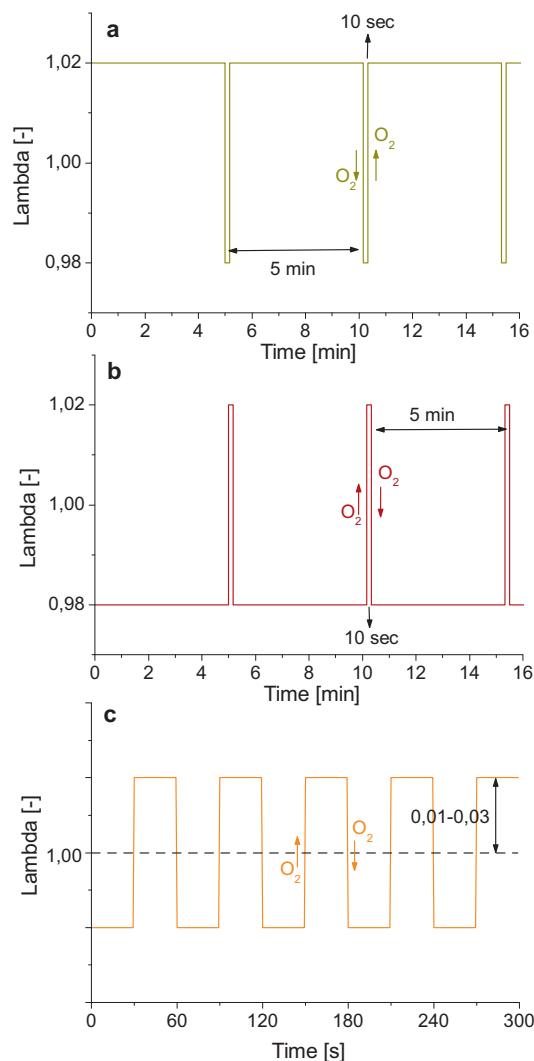 a
10 sec
1,02
O2
1,00
O2
0,98
5 min
Lambda [-]
0 2 4 6 8 10 12 14 16
Time [min]
b
1,02
5 min
O2
1,00
O2
0,98
10 sec
Lambda [-]
0 2 4 6 8 10 12 14 16
Time [min]
c
0,01-0,03
O2
1,00
O2
Lambda [-]
0 60 120 180 240 300
Time [s]